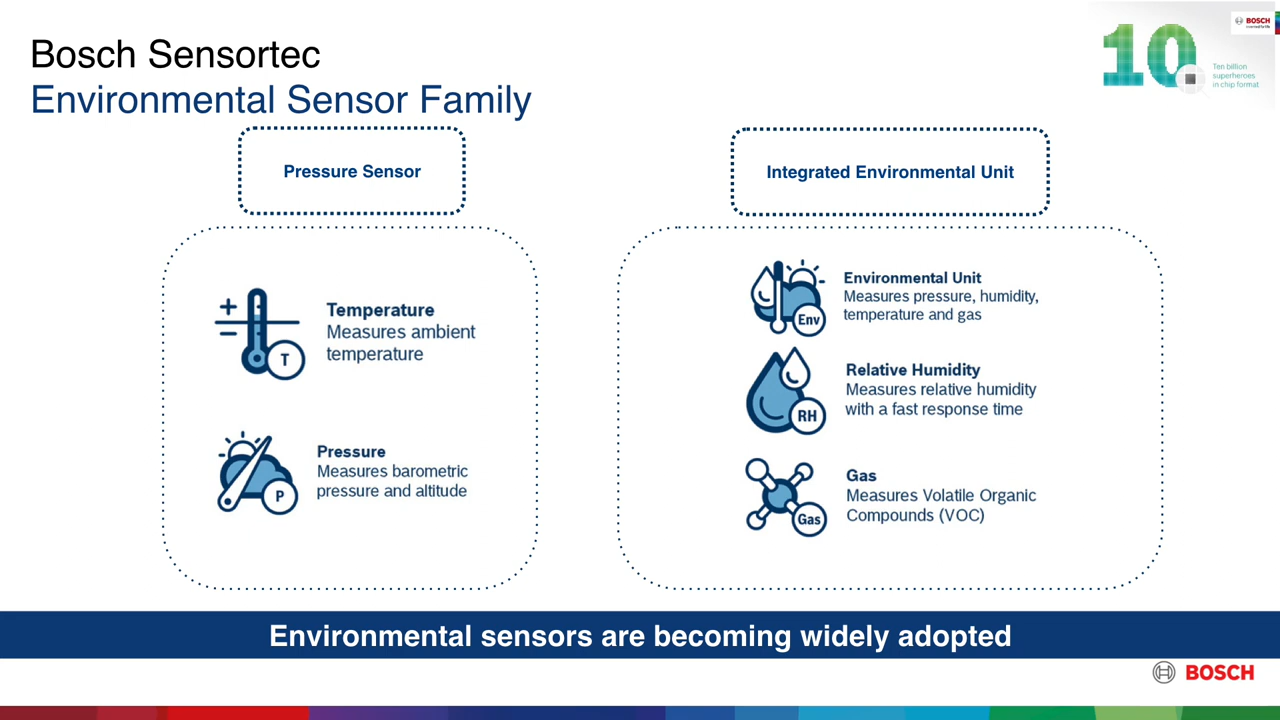 Bosch Sensortec
Environmental Sensor Family
10
Ten billion
superheroes
in chip format
BOSCH
Pressure Sensor
Integrated Environmental Unit
+
−
T
Temperature
Measures ambient
temperature
P
Pressure
Measures barometric
pressure and altitude
Env
Environmental Unit
Measures pressure, humidity,
temperature and gas
RH
Relative Humidity
Measures relative humidity
with a fast response time
Gas
Gas
Measures Volatile Organic
Compounds (VOC)
Environmental sensors are becoming widely adopted
BOSCH